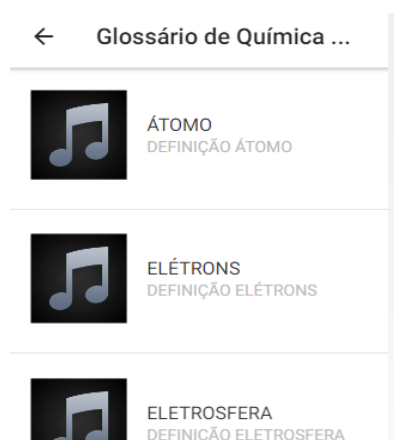 Glossário de Química ...
ÁTOMO
DEFINIÇÃO ÁTOMO
ELÉTRONS
DEFINIÇÃO ELÉTRONS
ELETROSFERA
DEFINIÇÃO ELETROSFERA